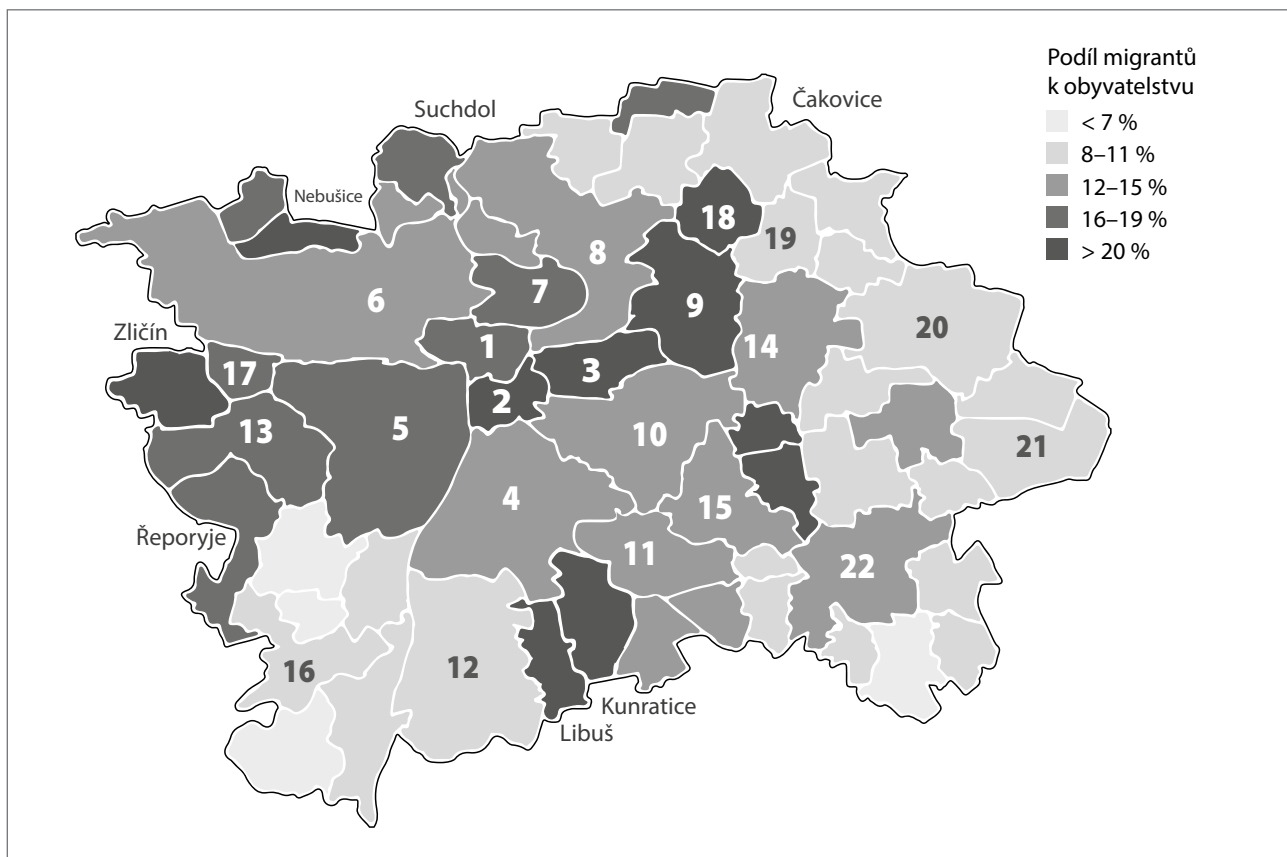 Podíl migrantů
k obyvatelstvu
< 7 %
8–11 %
12–15 %
16–19 %
> 20 %
Čakovice
Suchdol
Nebušice
18
19
8
7
6
9
20
Zličín
1
14
17
3
2
13
5
10
21
4
15
Řeporyje
11
22
16
12
Kunratice
Libuš